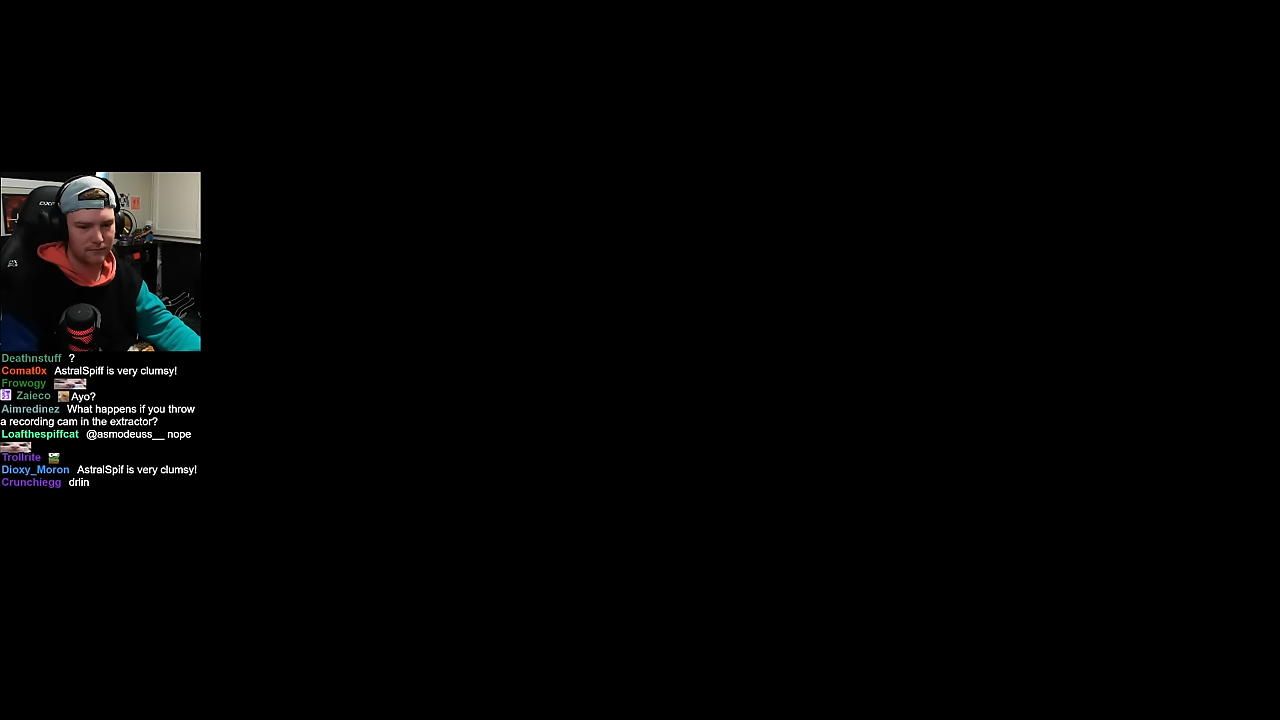 Deathnstuff ?
Comat0x AstralSpiff is very clumsy!
Frowogy
Zaieco Ayo?
Aimredinez What happens if you throw
a recording cam in the extractor?
Loafthespiffcat @asmodeuss__ nope
Trollrite
Dioxy_Moron AstralSpif is very clumsy!
Crunchiegg driin